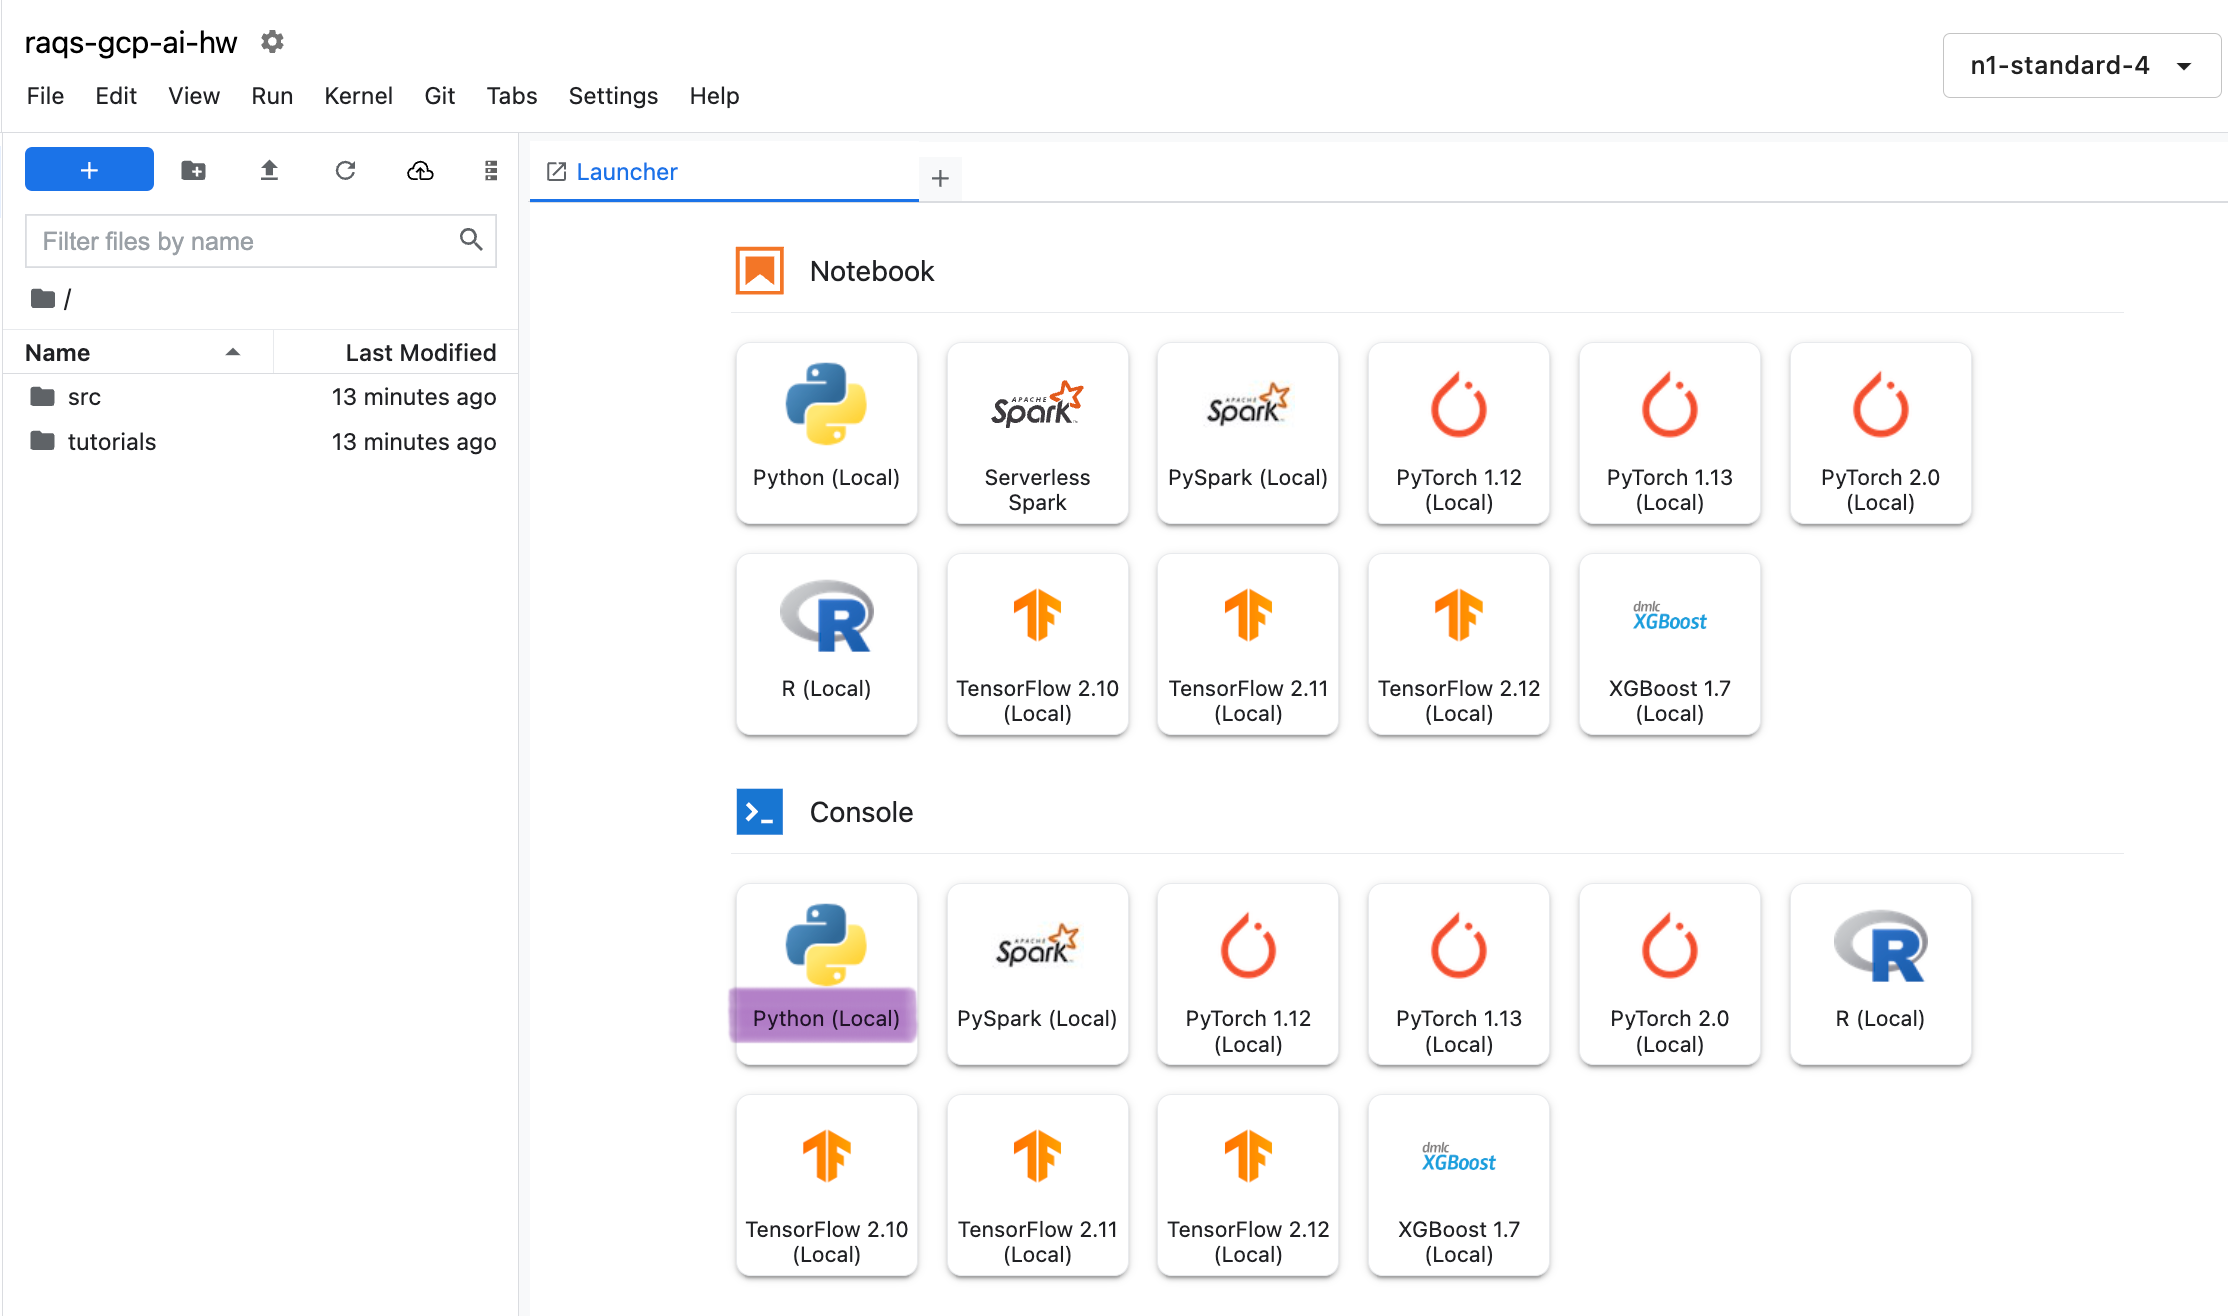 raqs-gcp-ai-hw
n1-standard-4
File Edit View Run Kernel Git Tabs Settings Help
Launcher
Filter files by name
/
Name Last Modified
src 13 minutes ago
tutorials 13 minutes ago
Notebook
APACHE
Spark
APACHE
Spark
Python (Local)
Serverless
Spark
PySpark (Local)
PyTorch 1.12
(Local)
PyTorch 1.13
(Local)
PyTorch 2.0
(Local)
R
dmlc
XGBoost
R (Local)
TensorFlow 2.10
(Local)
TensorFlow 2.11
(Local)
TensorFlow 2.12
(Local)
XGBoost 1.7
(Local)
Console
APACHE
Spark
R
Python (Local)
PySpark (Local)
PyTorch 1.12
(Local)
PyTorch 1.13
(Local)
PyTorch 2.0
(Local)
R (Local)
dmlc
XGBoost
TensorFlow 2.10
(Local)
TensorFlow 2.11
(Local)
TensorFlow 2.12
(Local)
XGBoost 1.7
(Local)